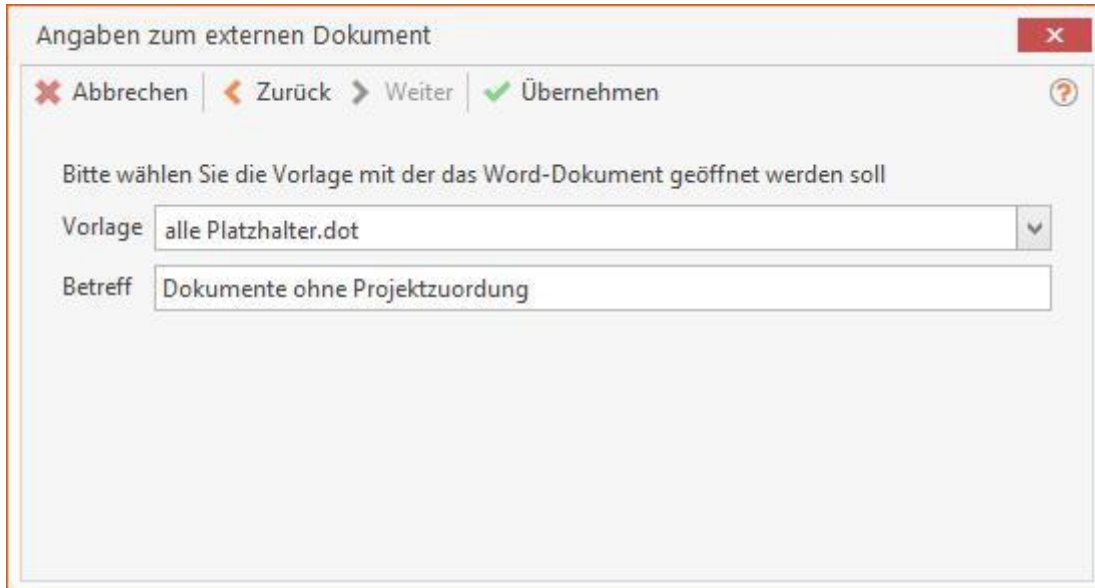 Angaben zum externen Dokument
Abbrechen Zurück Weiter Übernehmen
Bitte wählen Sie die Vorlage mit der das Word-Dokument geöffnet werden soll
Vorlage alle Platzhalter.dot
Betreff Dokumente ohne Projektzuordung